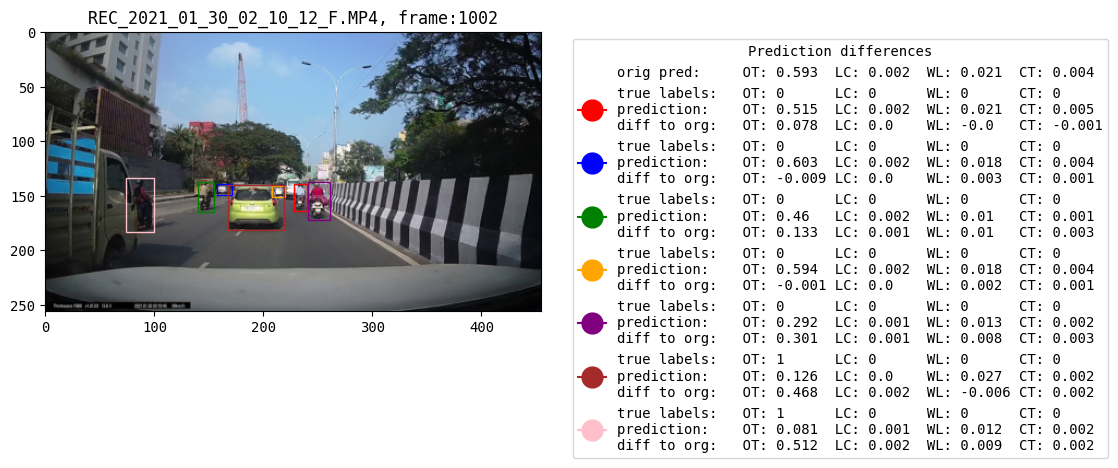 REC_2021_01_30_02_10_12_F.MP4, frame:1002
0
50
100
150
200
250
0 100 200 300 400
Prediction differences
orig pred: OT: 0.593 LC: 0.002 WL: 0.021 CT: 0.004
true labels: OT: 0 LC: 0 WL: 0 CT: 0
prediction: OT: 0.515 LC: 0.002 WL: 0.021 CT: 0.005
diff to org: OT: 0.078 LC: 0.0 WL: -0.0 CT: -0.001
true labels: OT: 0 LC: 0 WL: 0 CT: 0
prediction: OT: 0.603 LC: 0.002 WL: 0.018 CT: 0.004
diff to org: OT: -0.009 LC: 0.0 WL: 0.003 CT: 0.001
true labels: OT: 0 LC: 0 WL: 0 CT: 0
prediction: OT: 0.46 LC: 0.002 WL: 0.01 CT: 0.001
diff to org: OT: 0.133 LC: 0.001 WL: 0.01 CT: 0.003
true labels: OT: 0 LC: 0 WL: 0 CT: 0
prediction: OT: 0.594 LC: 0.002 WL: 0.018 CT: 0.004
diff to org: OT: -0.001 LC: 0.0 WL: 0.002 CT: 0.001
true labels: OT: 0 LC: 0 WL: 0 CT: 0
prediction: OT: 0.292 LC: 0.001 WL: 0.013 CT: 0.002
diff to org: OT: 0.301 LC: 0.001 WL: 0.008 CT: 0.003
true labels: OT: 1 LC: 0 WL: 0 CT: 0
prediction: OT: 0.126 LC: 0.0 WL: 0.027 CT: 0.002
diff to org: OT: 0.468 LC: 0.002 WL: -0.006 CT: 0.002
true labels: OT: 1 LC: 0 WL: 0 CT: 0
prediction: OT: 0.081 LC: 0.001 WL: 0.012 CT: 0.002
diff to org: OT: 0.512 LC: 0.002 WL: 0.009 CT: 0.002